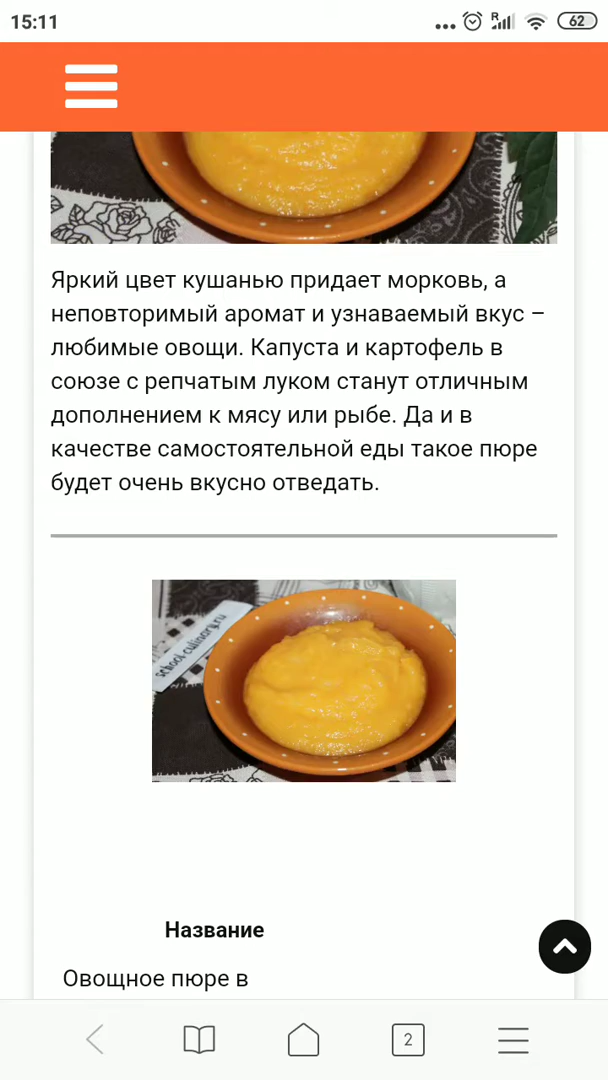 15:11
R
62
Яркий цвет кушанью придает морковь, а
неповторимый аромат и узнаваемый вкус –
любимые овощи. Капуста и картофель в
союзе с репчатым луком станут отличным
дополнением к мясу или рыбе. Да и в
качестве самостоятельной еды такое пюре
будет очень вкусно отведать.
school-culinary.ru
Название
Овощное пюре в
2